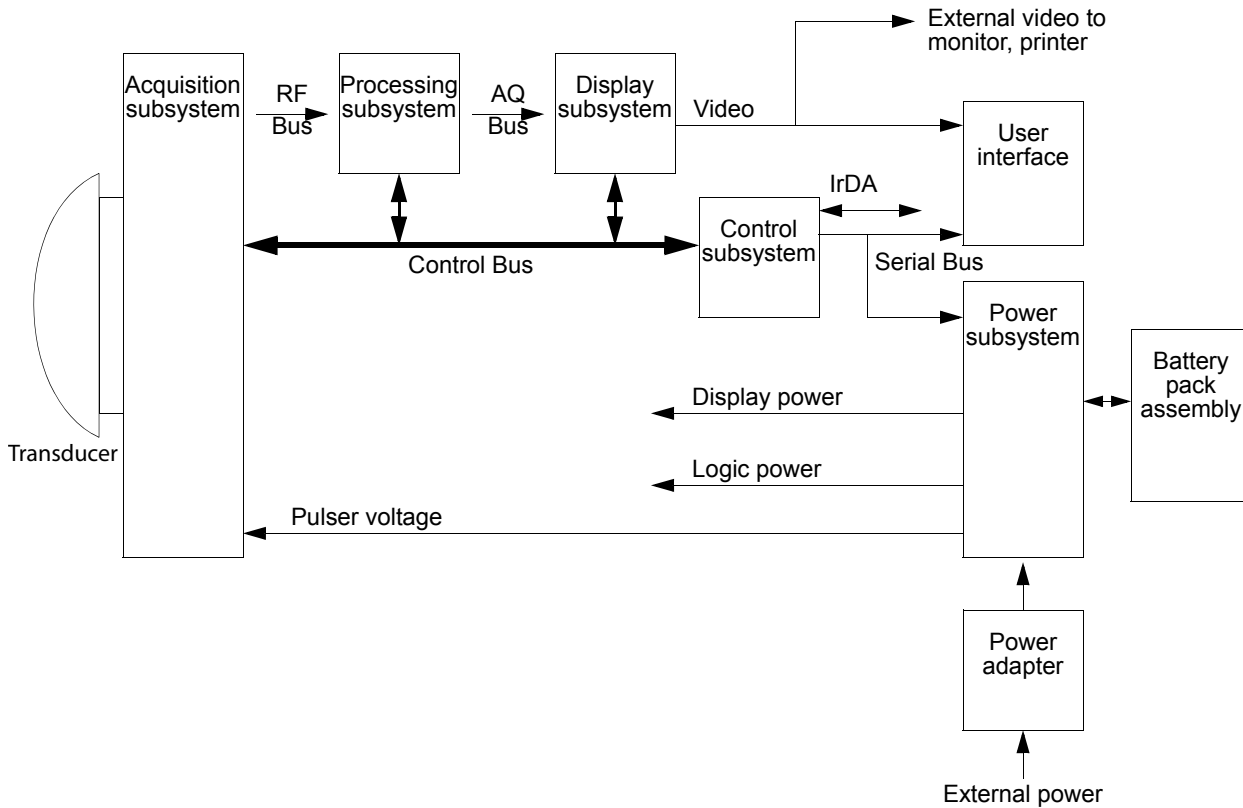 External video to
monitor, printer
Acquisition
subsystem
RF
Bus
Processing
subsystem
AQ
Bus
Display
subsystem
Video
User
interface
IrDA
Control
subsystem
Serial Bus
Control Bus
Power
subsystem
Battery
pack
assembly
Display power
Transducer
Logic power
Pulser voltage
Power
adapter
External power